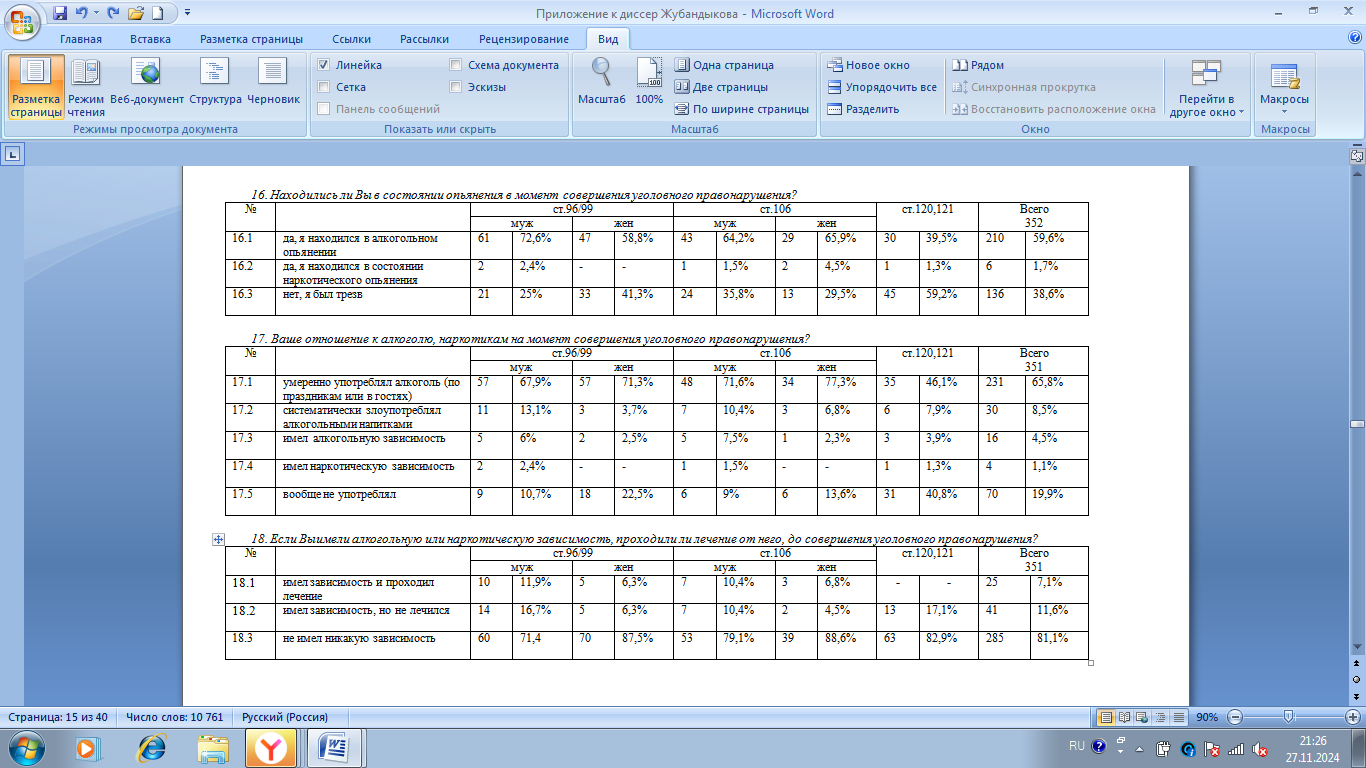 Приложение к диссер Жубандыкова - Microsoft Word
Главная Вставка Разметка страницы Ссылки Рассылки Рецензирование Вид
Разметка страницы
Режим чтения
Веб-документ
Структура
Черновик
Режимы просмотра документа
Линейка
Сетка
Панель сообщений
Схема документа
Эскизы
Показать или скрыть
Масштаб
100%
Одна страница
Две страницы
По ширине страницы
Масштаб
Новое окно
Упорядочить все
Разделить
Рядом
Синхронная прокрутка
Восстановить расположение окна
Перейти в другое окно
Окно
Макросы
Макросы
16. Находились ли Вы в состоянии опьянения в момент совершения уголовного правонарушения?
№ ст.96/99 ст.106 ст.120,121 Всего
муж жен муж жен 352
16.1 да, я находился в алкогольном 61 72,6% 47 58,8% 43 64,2% 29 65,9% 30 39,5% 210 59,6%
опьянении
16.2 да, я находился в состоянии 2 2,4% - - 1 1,5% 2 4,5% 1 1,3% 6 1,7%
наркотического опьянения
16.3 нет, я был трезв 21 25% 33 41,3% 24 35,8% 13 29,5% 45 59,2% 136 38,6%
17. Ваше отношение к алкоголю, наркотикам на момент совершения уголовного правонарушения?
№ ст.96/99 ст.106 ст.120,121 Всего
муж жен муж жен 351
17.1 умеренно употреблял алкоголь (по 57 67,9% 57 71,3% 48 71,6% 34 77,3% 35 46,1% 231 65,8%
праздникам или в гостях)
17.2 систематически злоупотреблял 11 13,1% 3 3,7% 7 10,4% 3 6,8% 6 7,9% 30 8,5%
алкогольными напитками
17.3 имел алкогольную зависимость 5 6% 2 2,5% 5 7,5% 1 2,3% 3 3,9% 16 4,5%
17.4 имел наркотическую зависимость 2 2,4% - - 1 1,5% - - 1 1,3% 4 1,1%
17.5 вообще не употреблял 9 10,7% 18 22,5% 6 9% 6 13,6% 31 40,8% 70 19,9%
18. Если Вы имели алкогольную или наркотическую зависимость, проходили ли лечение от него, до совершения уголовного правонарушения?
№ ст.96/99 ст.106 ст.120,121 Всего
муж жен муж жен 351
18.1 имел зависимость и проходил 10 11,9% 5 6,3% 7 10,4% 3 6,8% - - 25 7,1%
лечение
18.2 имел зависимость, но не лечился 14 16,7% 5 6,3% 7 10,4% 2 4,5% 13 17,1% 41 11,6%
18.3 не имел никакую зависимость 60 71,4 70 87,5% 53 79,1% 39 88,6% 63 82,9% 285 81,1%
Страница: 15 из 40 Число слов: 10 761 Русский (Россия) 90%
RU 21:26
27.11.2024